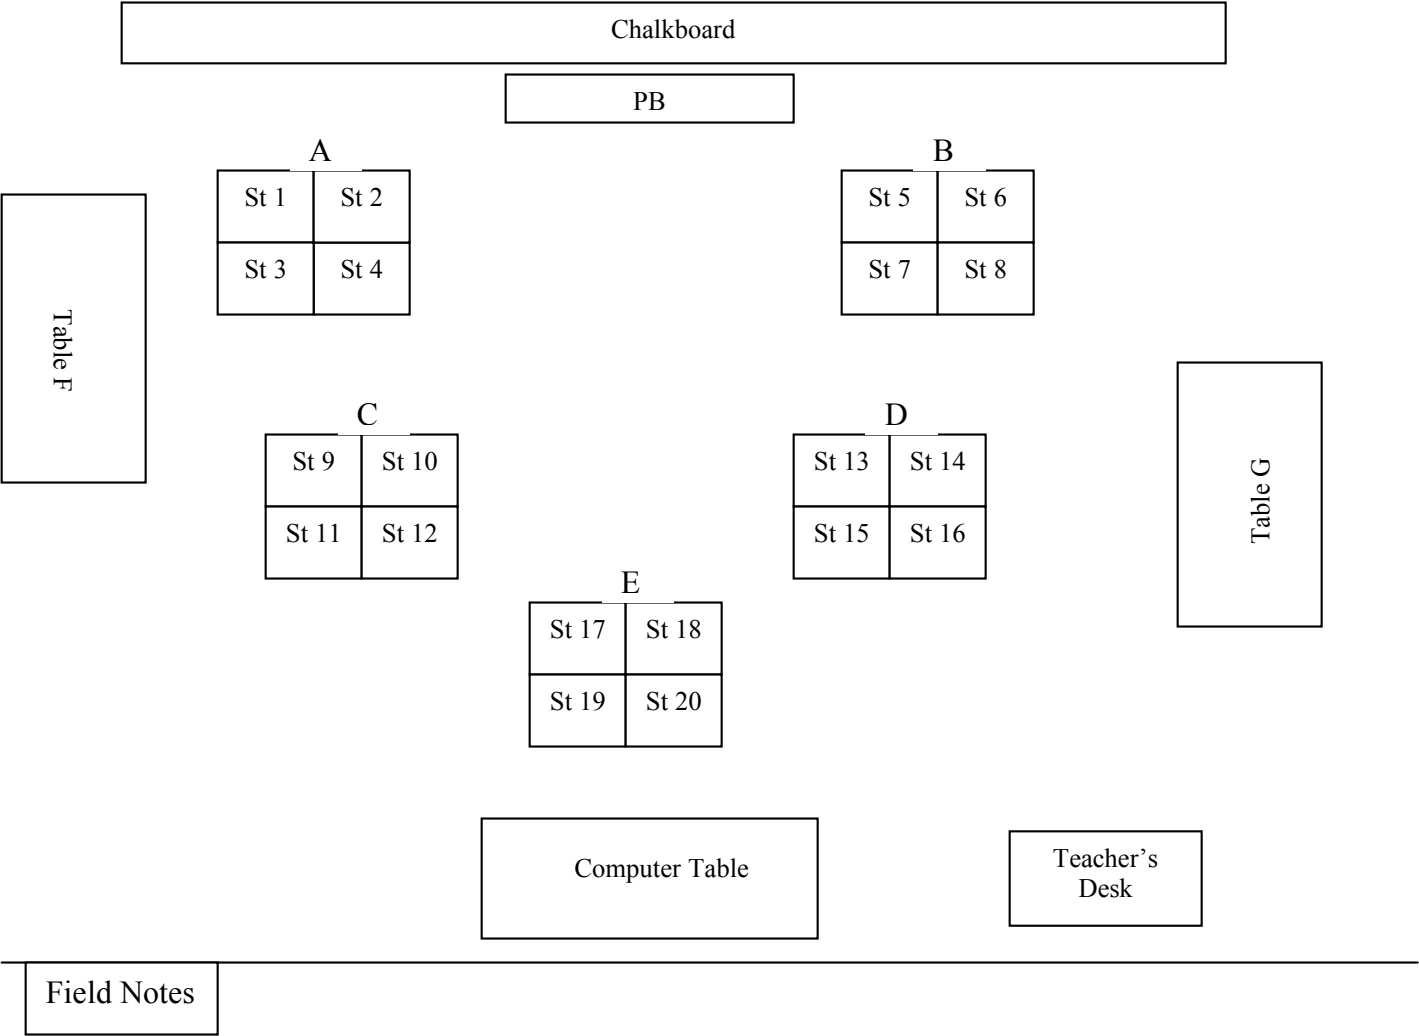 Chalkboard
PB
A
St 1 St 2
St 3 St 4
B
St 5 St 6
St 7 St 8
Table F
C
St 9 St 10
St 11 St 12
D
St 13 St 14
St 15 St 16
Table G
E
St 17 St 18
St 19 St 20
Computer Table
Teacher’s
Desk
Field Notes